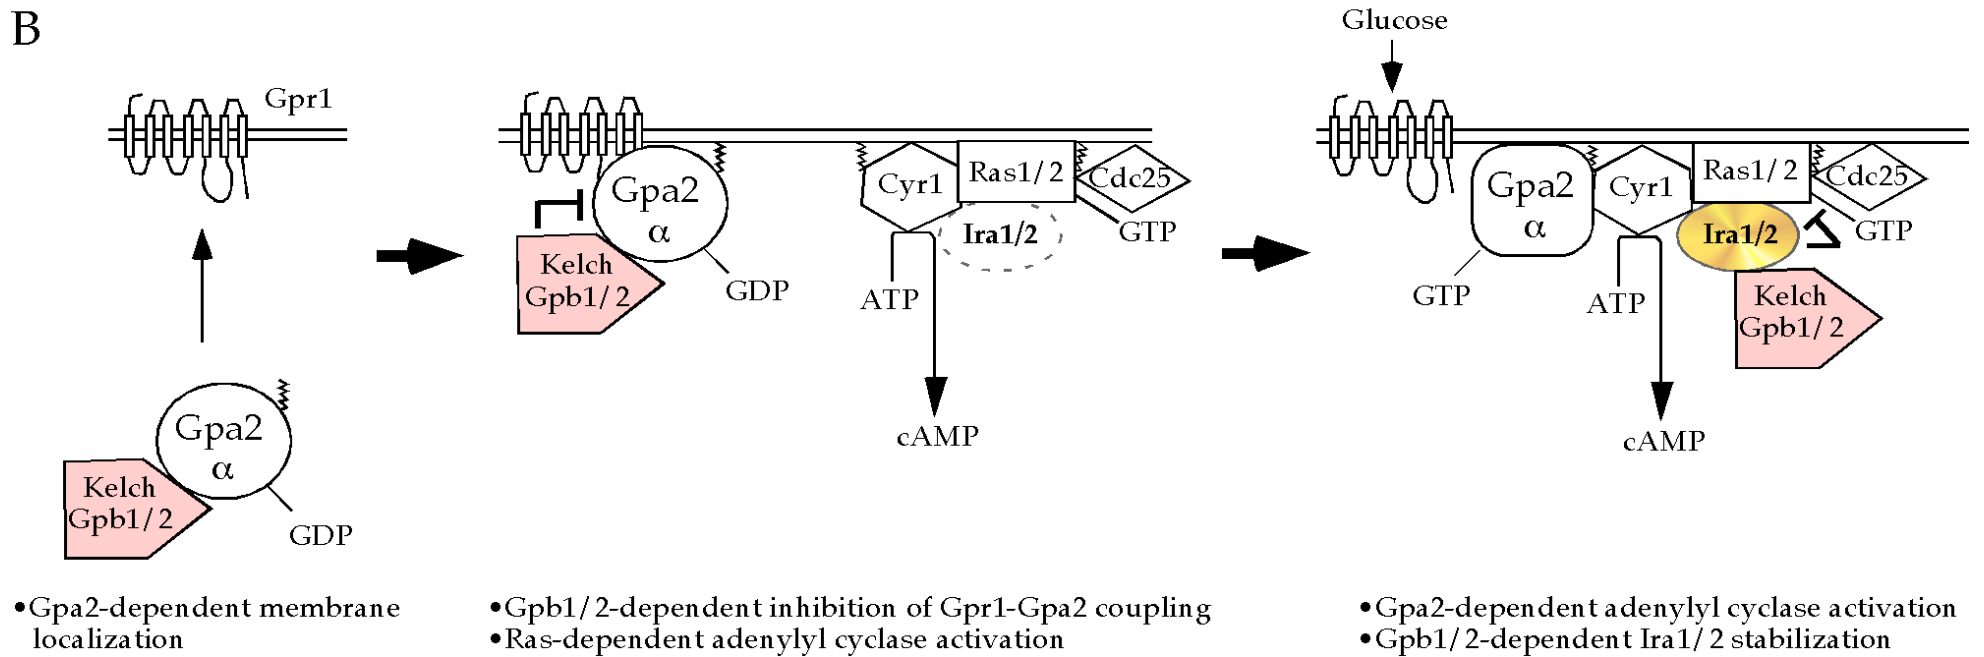 B
Gpr1
Gpa2
α
Kelch
Gpb1/2
GDP
•Gpa2-dependent membrane
localization
Gpa2
α
Kelch
Gpb1/2
GDP
Cyr1
Ras1/2
Cdc25
Ira1/2
GTP
ATP
cAMP
•Gpb1/2-dependent inhibition of Gpr1-Gpa2 coupling
•Ras-dependent adenylyl cyclase activation
Glucose
Gpa2
α
GTP
Cyr1
Ras1/2
Cdc25
Ira1/2
GTP
ATP
Kelch
Gpb1/2
cAMP
•Gpa2-dependent adenylyl cyclase activation
•Gpb1/2-dependent Ira1/2 stabilization